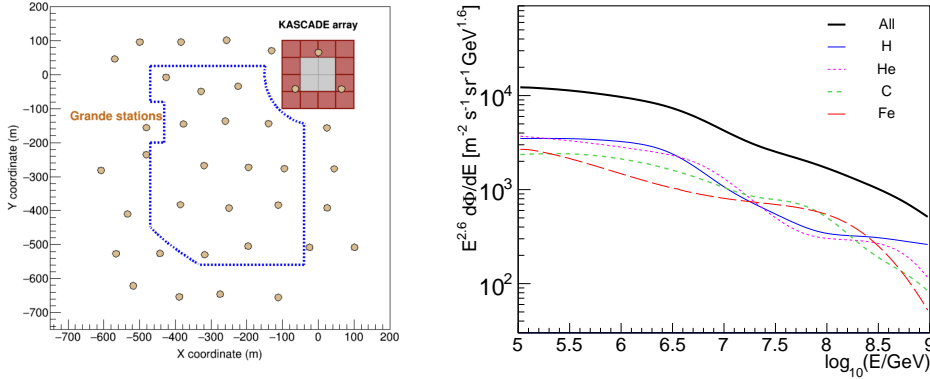 KASCADE array
Grande stations
Y coordinate (m)
100
0
−100
−200
−300
−400
−500
−600
−700
−700 −600 −500 −400 −300 −200 −100 0 100 200
X coordinate (m)
E^2.6 dΦ/dE [m^-2 s^-1 sr^-1 GeV^1.6]
All
H
He
C
Fe
10^4
10^3
10^2
5 5.5 6 6.5 7 7.5 8 8.5 9
log_10(E/GeV)